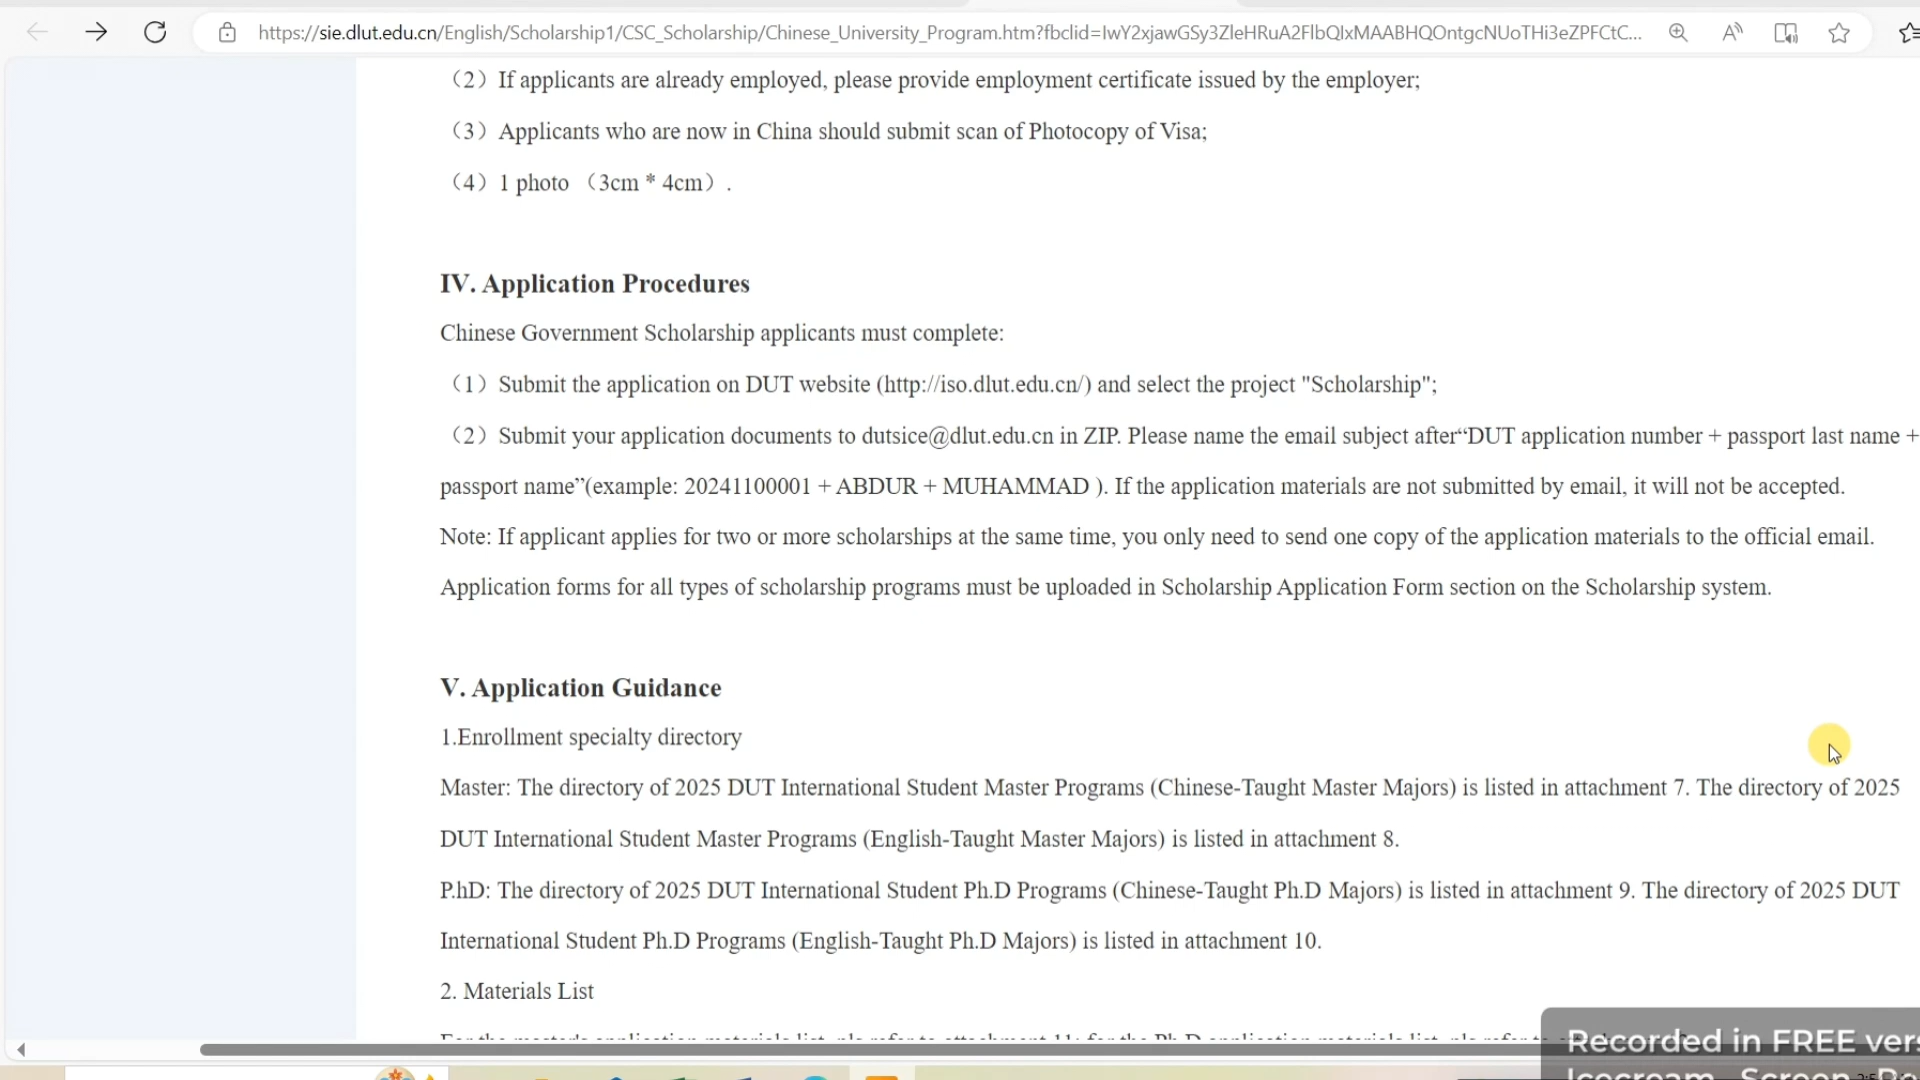 https://sie.dlut.edu.cn/English/Scholarship1/CSC_Scholarship/Chinese_University_Program.htm?fbclid=IwY2xjawGSy3ZleHRuA2FlbQIxMAABHQOntgcNUoTHi3eZPFCtC...
（2）If applicants are already employed, please provide employment certificate issued by the employer;
（3）Applicants who are now in China should submit scan of Photocopy of Visa;
（4）1 photo （3cm * 4cm）.
IV. Application Procedures
Chinese Government Scholarship applicants must complete:
（1）Submit the application on DUT website (http://iso.dlut.edu.cn/) and select the project "Scholarship";
（2）Submit your application documents to dutsice@dlut.edu.cn in ZIP. Please name the email subject after“DUT application number + passport last name +
passport name”(example: 20241100001 + ABDUR + MUHAMMAD ). If the application materials are not submitted by email, it will not be accepted.
Note: If applicant applies for two or more scholarships at the same time, you only need to send one copy of the application materials to the official email.
Application forms for all types of scholarship programs must be uploaded in Scholarship Application Form section on the Scholarship system.
V. Application Guidance
1.Enrollment specialty directory
Master: The directory of 2025 DUT International Student Master Programs (Chinese-Taught Master Majors) is listed in attachment 7. The directory of 2025
DUT International Student Master Programs (English-Taught Master Majors) is listed in attachment 8.
P.hD: The directory of 2025 DUT International Student Ph.D Programs (Chinese-Taught Ph.D Majors) is listed in attachment 9. The directory of 2025 DUT
International Student Ph.D Programs (English-Taught Ph.D Majors) is listed in attachment 10.
2. Materials List
Recorded in FREE vers